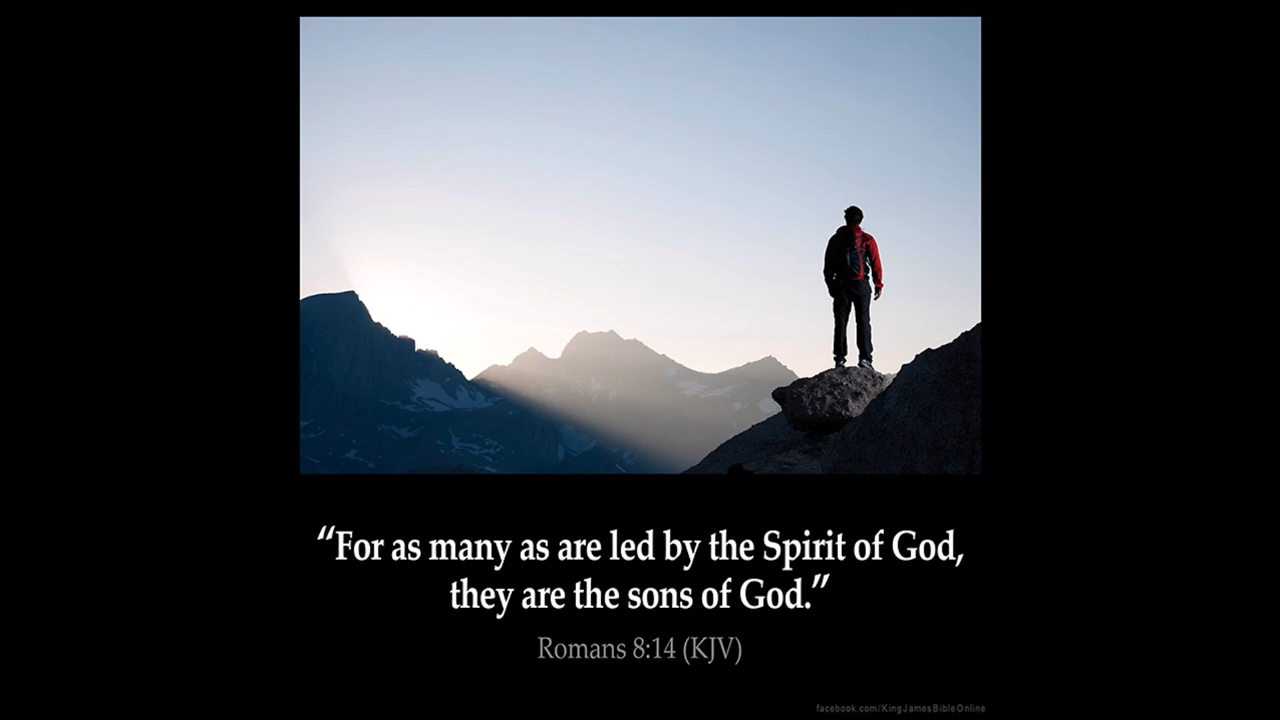 “For as many as are led by the Spirit of God,
they are the sons of God.”
Romans 8:14 (KJV)
facebook.com/KingJamesBibleOnline